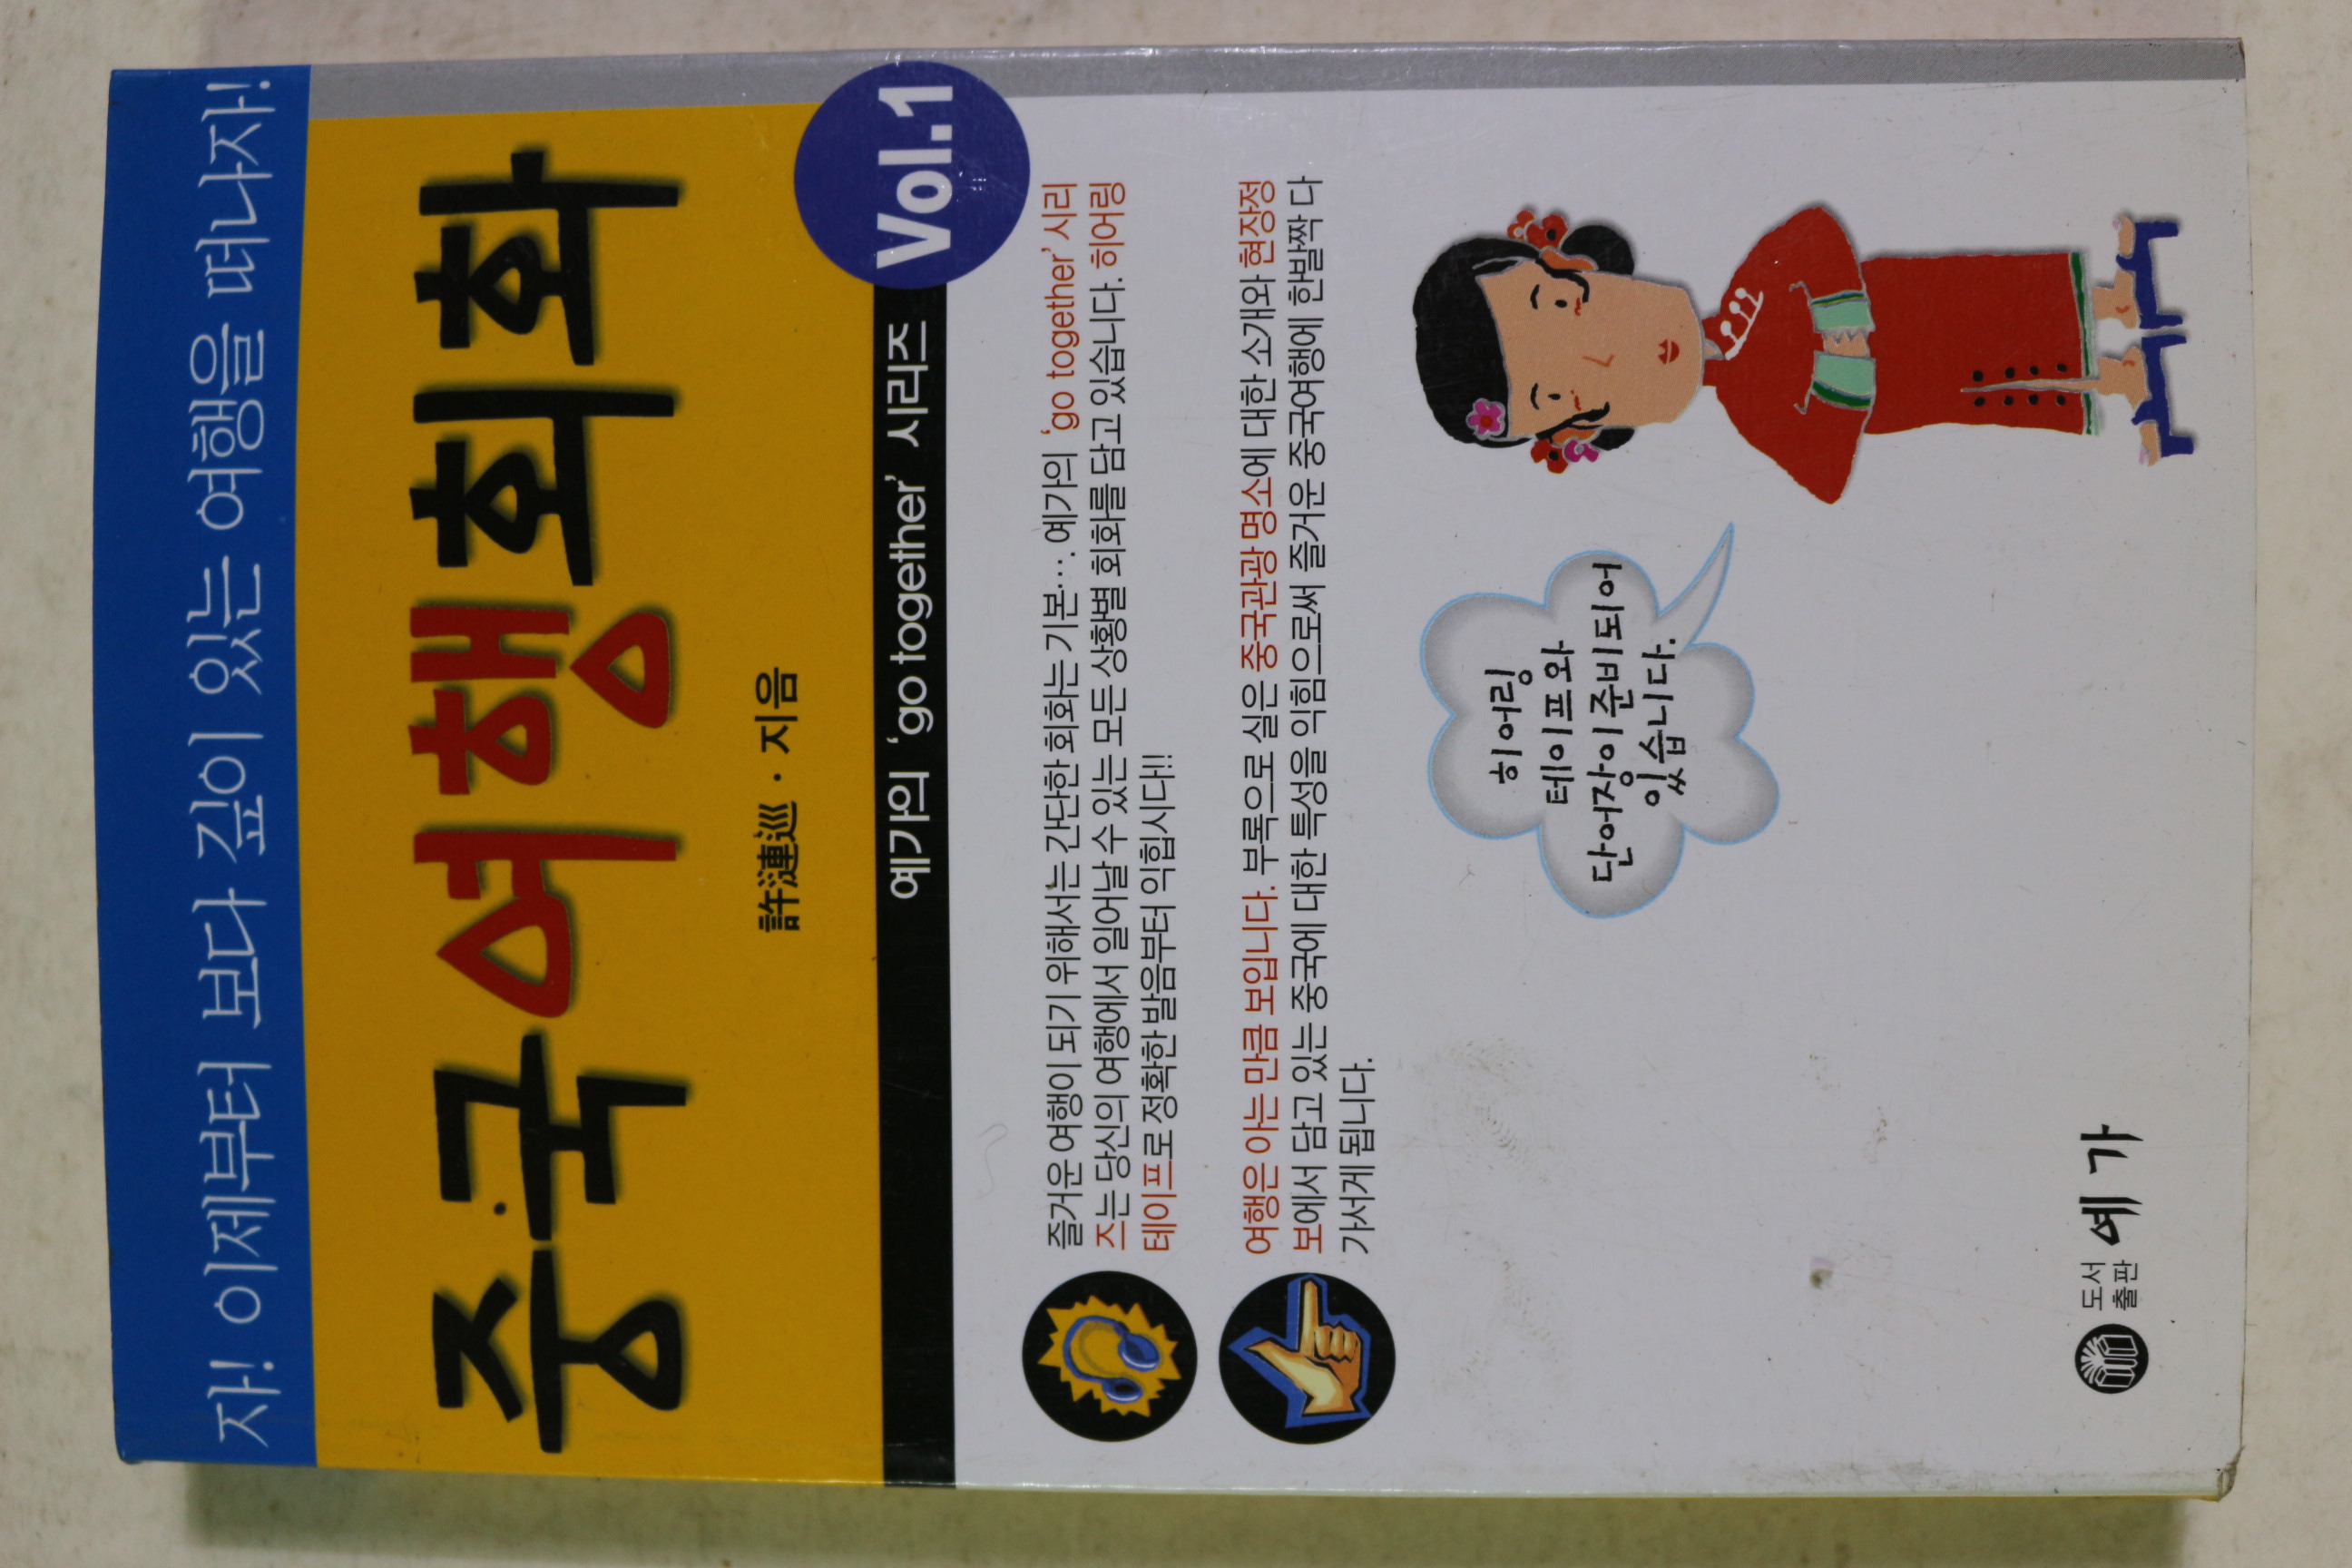 자! 이제부터 보다 깊이 있는 여행을 떠나자!
중국여행회화
許漣巡 · 지음
예가의 'go together' 시리즈
Vol.1
즐거운 여행이 되기 위해서는 간단한 회화는 기본…. 예가의 'go together' 시리
즈는 당신의 여행에서 일어날 수 있는 모든 상황별 회화를 담고 있습니다. 히어링
테이프로 정확한 발음부터 익힙시다!!
여행은 아는 만큼 보입니다. 부록으로 실은 중국관광 명소에 대한 소개와 현장정
보에서 담고 있는 중국에 대한 특성을 익힘으로써 즐거운 중국여행에 한발짝 다
가서게 됩니다.
히어링
테이프와
단어장이 준비되어
있습니다.
도서
출판
예가